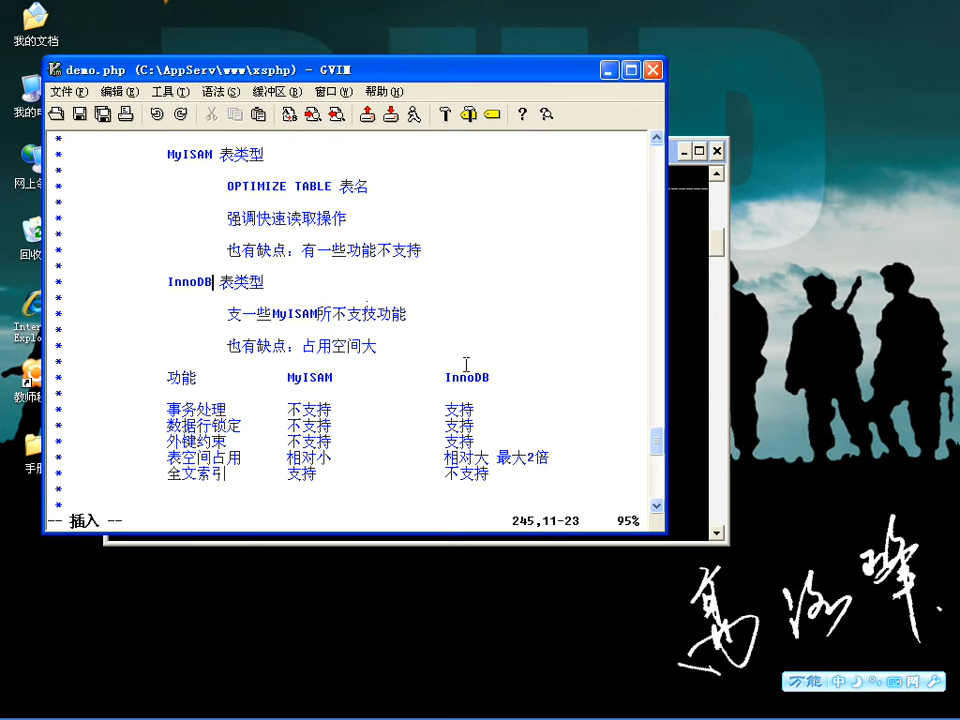 我的文档
demo.php (C:\AppServ\www\xsphp) - GVIM
文件(F) 编辑(E) 工具(T) 语法(S) 缓冲区(B) 窗口(W) 帮助(H)
*
* MyISAM 表类型
*
* OPTIMIZE TABLE 表名
*
* 强调快速读取操作
*
* 也有缺点：有一些功能不支持
*
* InnoDB 表类型
*
* 支一些MyISAM所不支技功能
*
* 也有缺点：占用空间大
*
* 功能 MyISAM InnoDB
*
* 事务处理 不支持 支持
* 数据行锁定 不支持 支持
* 外键约束 不支持 支持
* 表空间占用 相对小 相对大 最大2倍
* 全文索引 支持 不支持
*
*
-- 插入 -- 245,11-23 95%
我的
网上
回收
Inter
Explo
教师
手册
万能 中 网